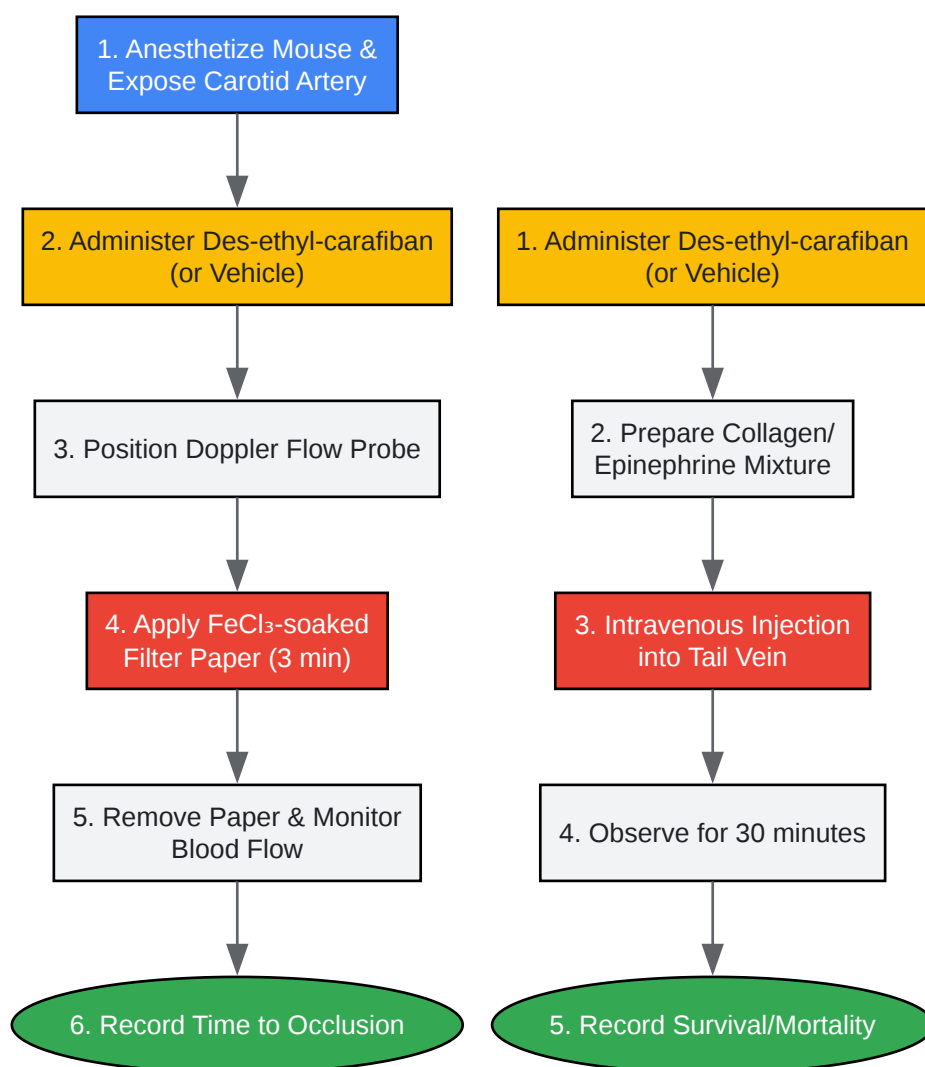 1. Anesthetize Mouse &
Expose Carotid Artery
2. Administer Des-ethyl-carafiban
(or Vehicle)
3. Position Doppler Flow Probe
4. Apply FeCl₃-soaked
Filter Paper (3 min)
5. Remove Paper & Monitor
Blood Flow
6. Record Time to Occlusion
1. Administer Des-ethyl-carafiban
(or Vehicle)
2. Prepare Collagen/
Epinephrine Mixture
3. Intravenous Injection
into Tail Vein
4. Observe for 30 minutes
5. Record Survival/Mortality